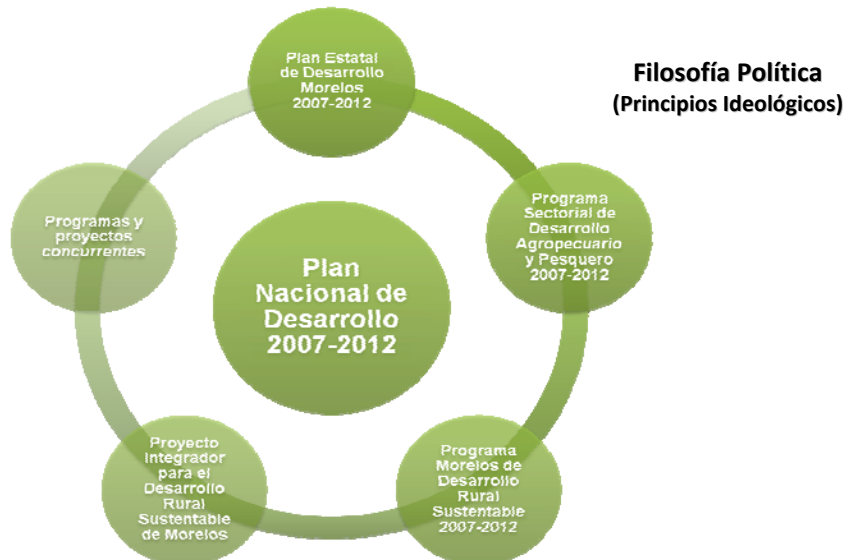 Plan Estatal
de Desarrollo
Morelos
2007-2012
Filosofía Política
(Principios Ideológicos)
Programa
Sectorial de
Desarrollo
Agropecuario
y Pesquero
2007-2012
Programas y
proyectos
concurrentes
Plan
Nacional de
Desarrollo
2007-2012
Proyecto
Integrador
para el
Desarrollo
Rural
Sustentable
de Morelos
Programa
Morelos de
Desarrollo
Rural
Sustentable
2007-2012